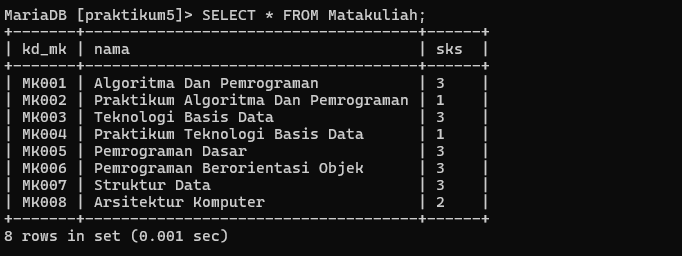 MariaDB [praktikum5]> SELECT * FROM Matakuliah;
+-------+------------------------------------+------+
| kd_mk | nama                               | sks  |
+-------+------------------------------------+------+
| MK001 | Algoritma Dan Pemrograman          | 3    |
| MK002 | Praktikum Algoritma Dan Pemrograman | 1    |
| MK003 | Teknologi Basis Data               | 3    |
| MK004 | Praktikum Teknologi Basis Data     | 1    |
| MK005 | Pemrograman Dasar                  | 3    |
| MK006 | Pemrograman Berorientasi Objek     | 3    |
| MK007 | Struktur Data                      | 3    |
| MK008 | Arsitektur Komputer                | 2    |
+-------+------------------------------------+------+
8 rows in set (0.001 sec)